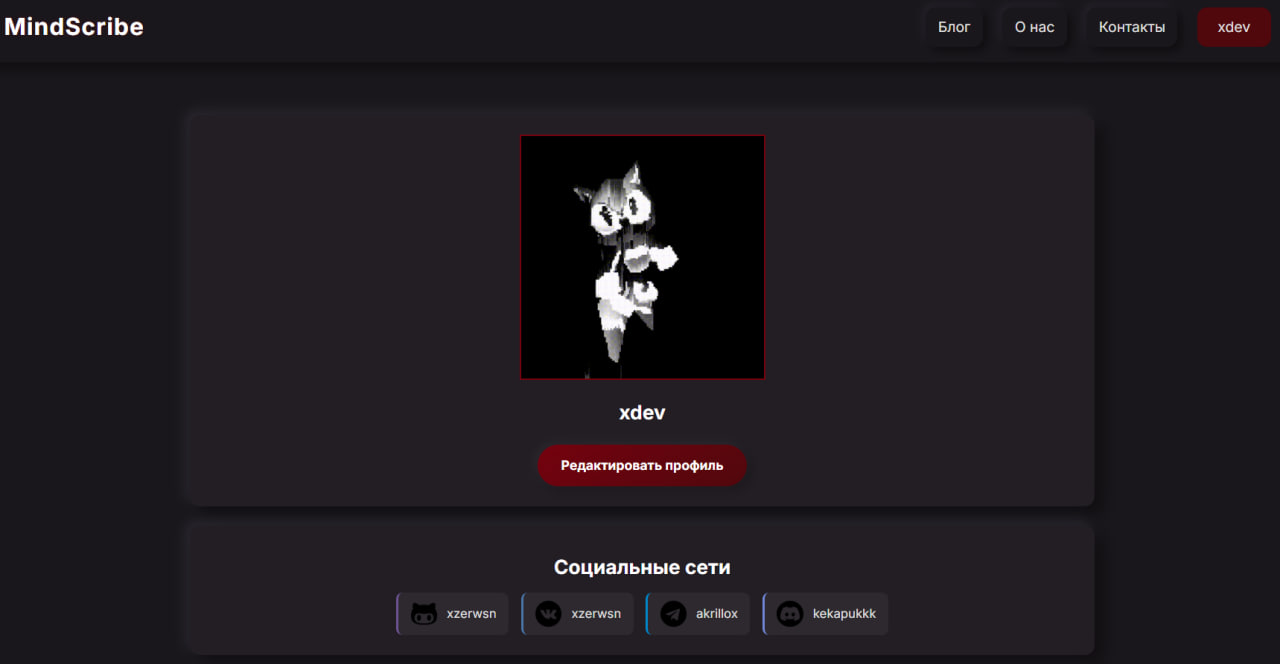 MindScribe
Блог
О нас
Контакты
xdev
xdev
Редактировать профиль
Социальные сети
xzerwsn
xzerwsn
akrillox
kekapukkk